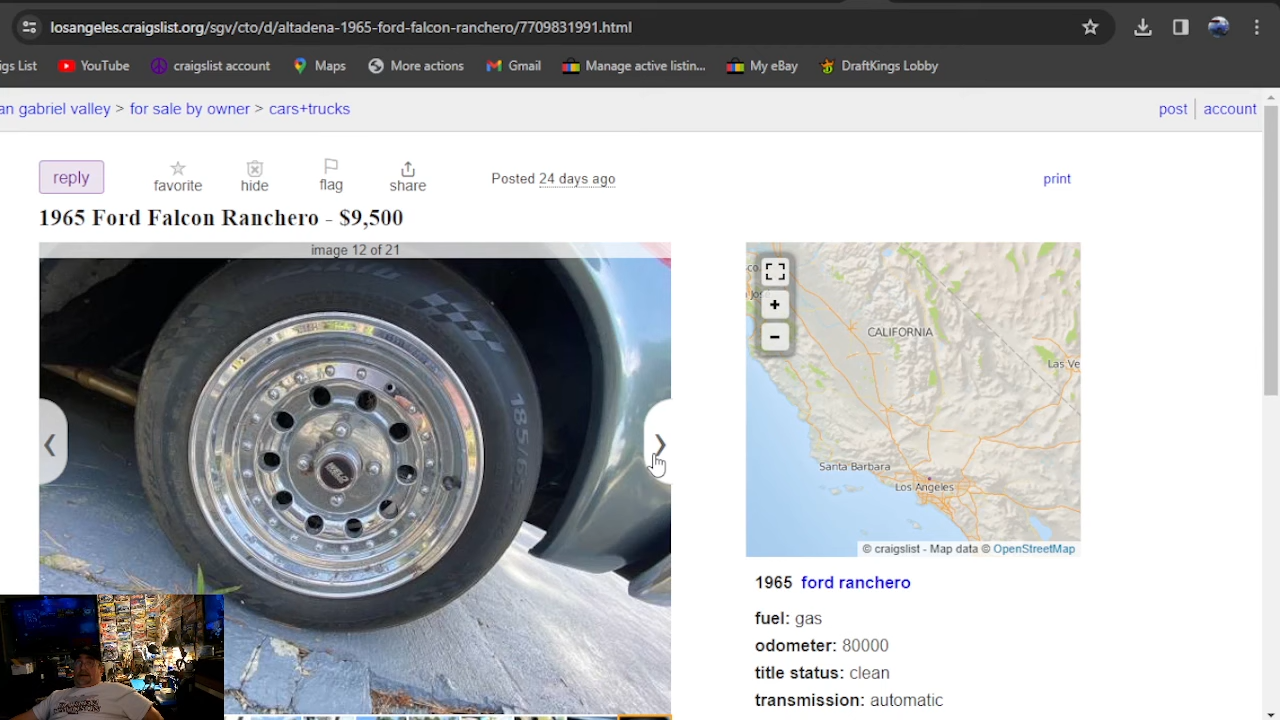 losangeles.craigslist.org/sgv/cto/d/altadena-1965-ford-falcon-ranchero/7709831991.html
igs List YouTube craigslist account Maps More actions Gmail Manage active listin... My eBay DraftKings Lobby
an gabriel valley > for sale by owner > cars+trucks post account
reply favorite hide flag share Posted 24 days ago print
1965 Ford Falcon Ranchero - $9,500
image 12 of 21
185/65
CALIFORNIA
Las Ve
Santa Barbara
Los Angeles
© craigslist - Map data © OpenStreetMap
1965 ford ranchero
fuel: gas
odometer: 80000
title status: clean
transmission: automatic